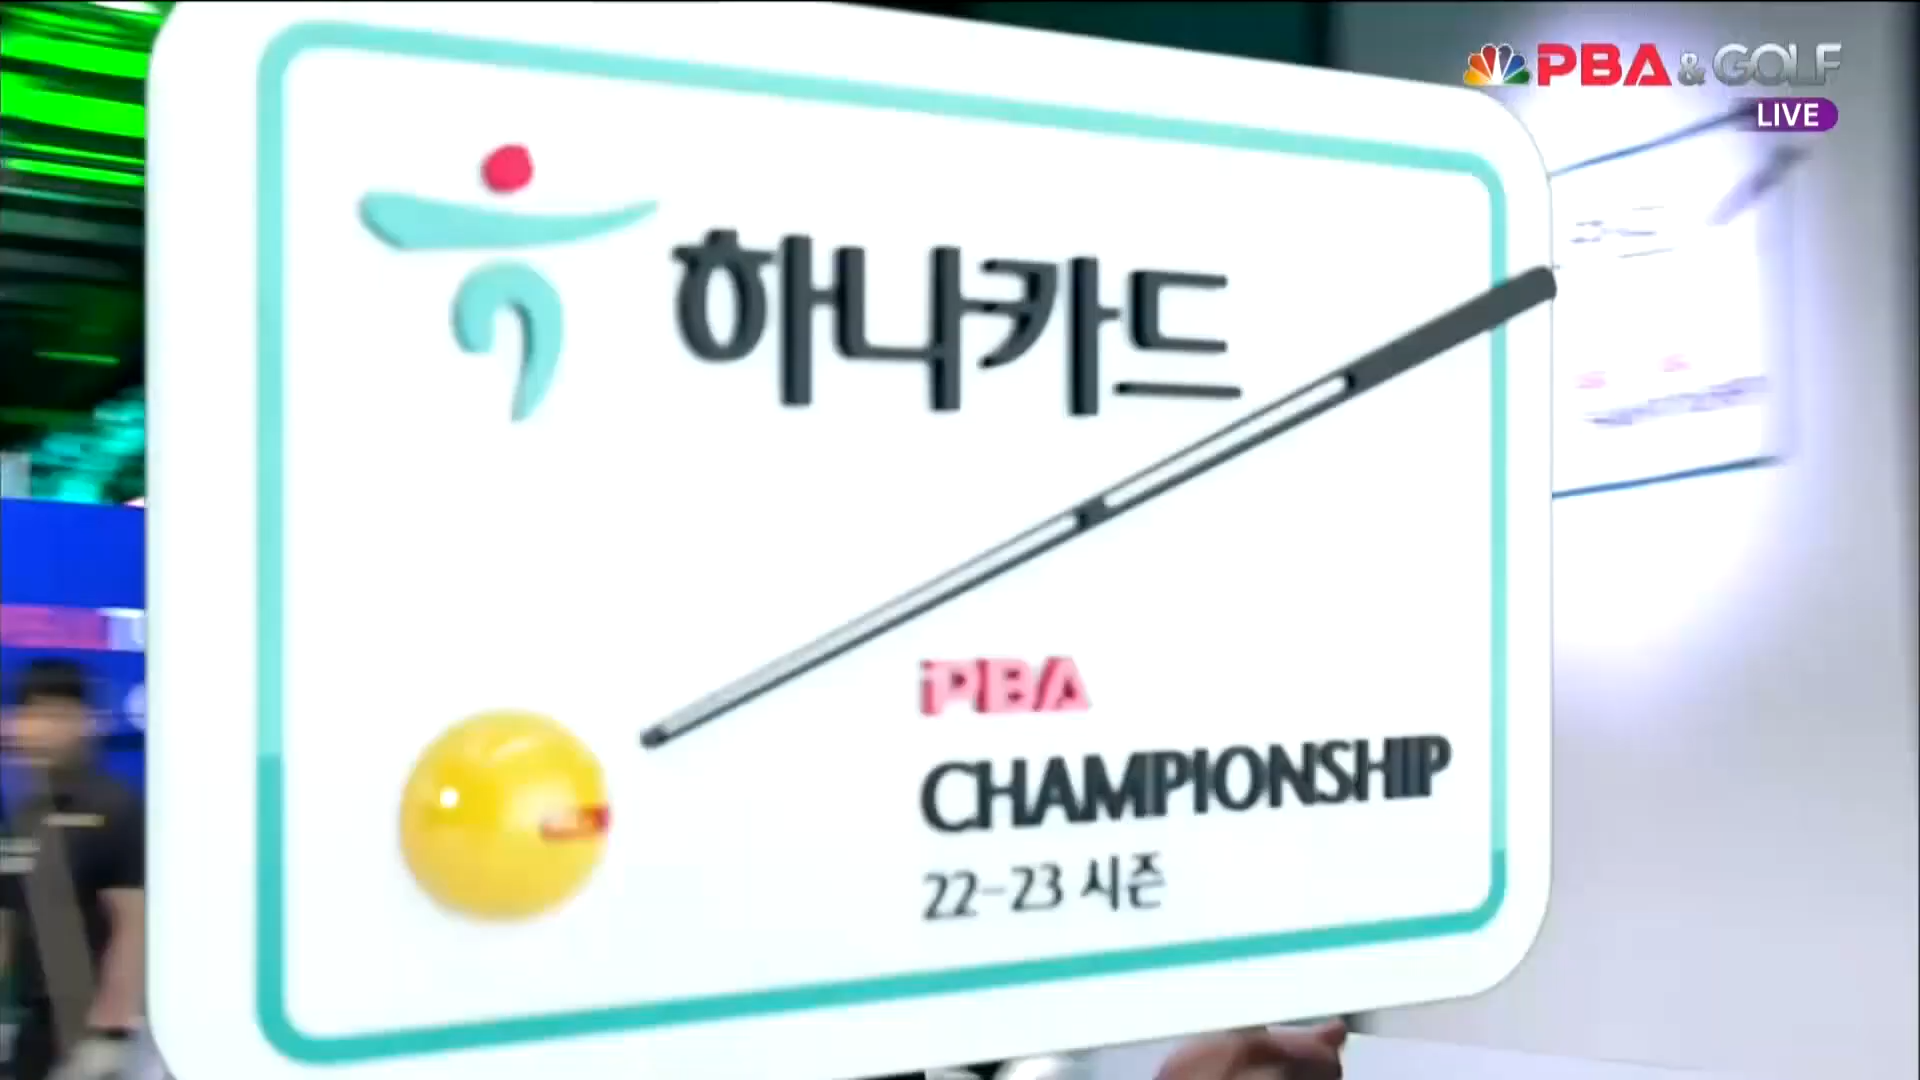 PBA & GOLF
LIVE
하나카드
PBA
CHAMPIONSHIP
22-23 시즌